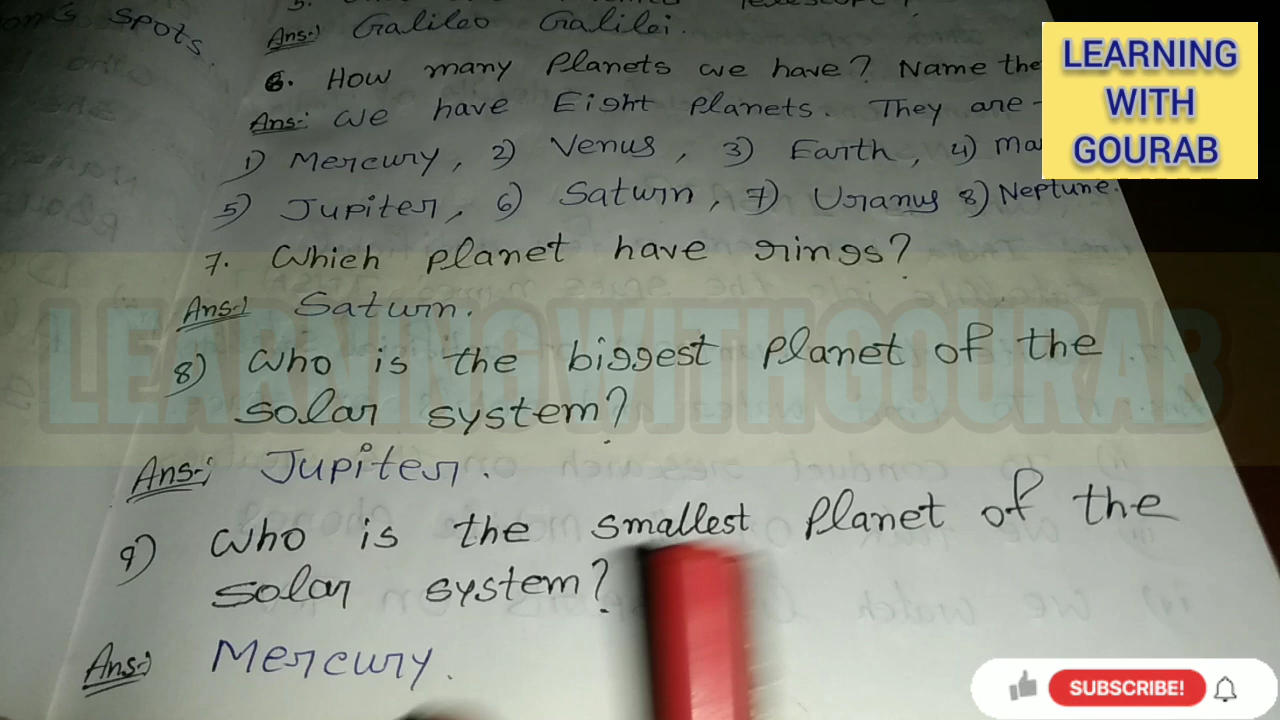 spots.
Ans:) Galileo Galilei.
6. How many Planets we have? Name the
Ans:- We have Eight Planets. They are-
1) Mercury, 2) Venus, 3) Earth, 4) Ma
5) Jupiter, 6) Saturn, 7) Uranus 8) Neptune.
7. Which planet have rings?
Ans:-) Saturn.
8) Who is the biggest Planet of the
solar system?
Ans:-) Jupiter.
9) Who is the smallest Planet of the
solar system?
Ans:-) Mercury.
LEARNING
WITH
GOURAB
LEARNING WITH GOURAB
SUBSCRIBE!